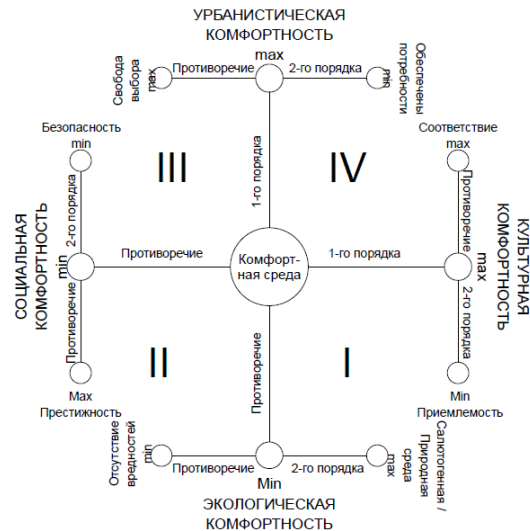 УРБАНИСТИЧЕСКАЯ
КОМФОРТНОСТЬ
max
Свобода
выбора
max
Противоречие
2-го порядка
min
Обеспечены
потребности
Безопасность
min
III
IV
Соответствие
max
1-го порядка
2-го порядка
Противоречие
СОЦИАЛЬНАЯ
КОМФОРТНОСТЬ
min
Противоречие
Комфорт-
ная среда
1-го порядка
max
КУЛЬТУРНАЯ
КОМФОРТНОСТЬ
Противоречие
2-го порядка
II
I
Противоречие
Max
Престижность
Min
Приемлемость
Отсутствие
вредностей
min
Противоречие
Min
2-го порядка
max
Салютогенная /
Природная
среда
ЭКОЛОГИЧЕСКАЯ
КОМФОРТНОСТЬ